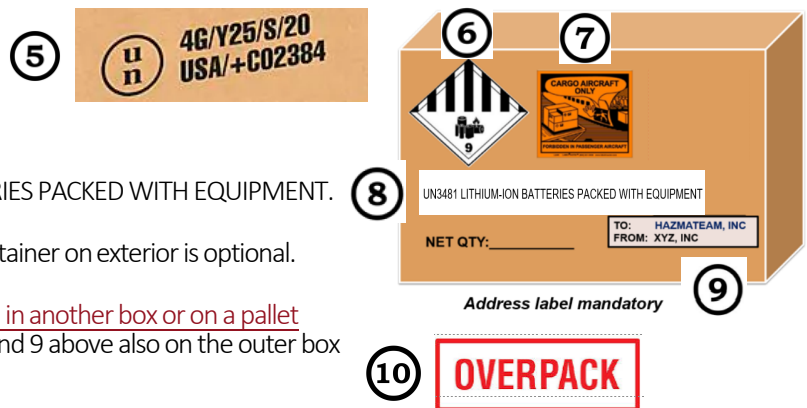 5
u
n
4G/Y25/S/20
USA/+C02384
6
7
9
CARGO AIRCRAFT
ONLY
FORBIDDEN IN PASSENGER AIRCRAFT
RIES PACKED WITH EQUIPMENT.
8
UN3481 LITHIUM-ION BATTERIES PACKED WITH EQUIPMENT
tainer on exterior is optional.
NET QTY:
TO: HAZMATEAM, INC
FROM: XYZ, INC
in another box or on a pallet
nd 9 above also on the outer box
Address label mandatory
9
10
OVERPACK